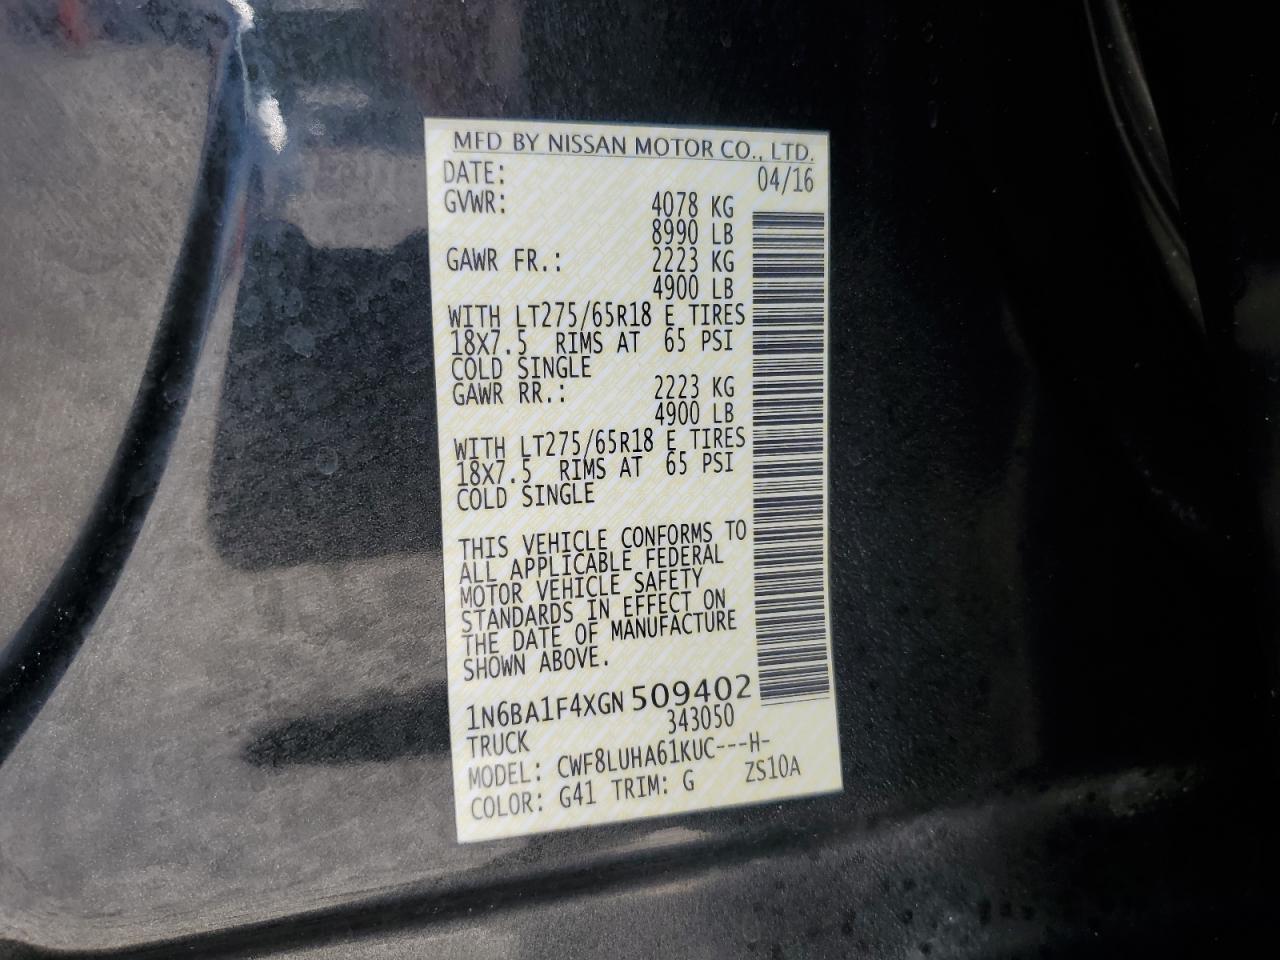 MFD BY NISSAN MOTOR CO., LTD.
DATE: 04/16
GVWR: 4078 KG
8990 LB
GAWR FR.: 2223 KG
4900 LB
WITH LT275/65R18 E TIRES
18X7.5 RIMS AT 65 PSI
COLD SINGLE
GAWR RR.: 2223 KG
4900 LB
WITH LT275/65R18 E TIRES
18X7.5 RIMS AT 65 PSI
COLD SINGLE
THIS VEHICLE CONFORMS TO
ALL APPLICABLE FEDERAL
MOTOR VEHICLE SAFETY
STANDARDS IN EFFECT ON
THE DATE OF MANUFACTURE
SHOWN ABOVE.
1N6BA1F4XGN509402
TRUCK 343050
MODEL: CWF8LUHA61KUC---H-
COLOR: G41 TRIM: G ZS10A